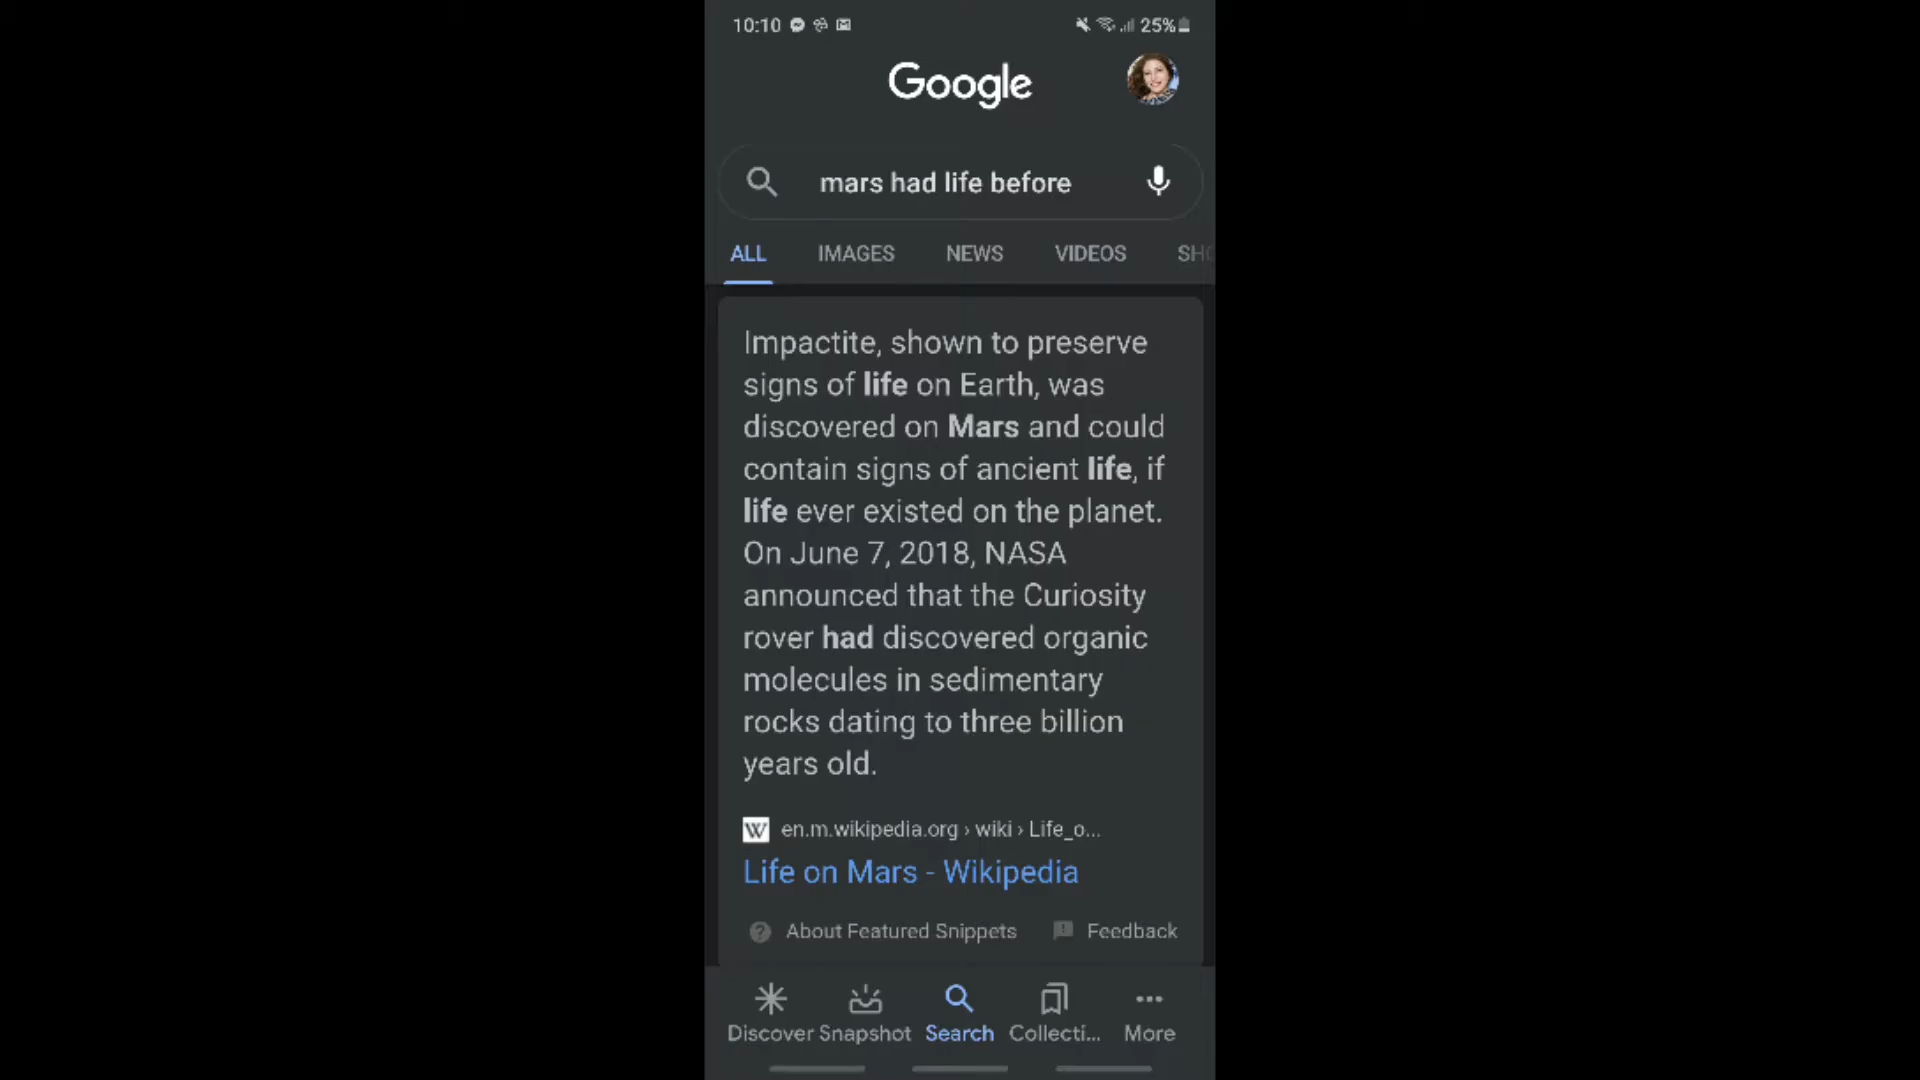 10:10 25%
Google
mars had life before
ALL IMAGES NEWS VIDEOS SHO
Impactite, shown to preserve
signs of life on Earth, was
discovered on Mars and could
contain signs of ancient life, if
life ever existed on the planet.
On June 7, 2018, NASA
announced that the Curiosity
rover had discovered organic
molecules in sedimentary
rocks dating to three billion
years old.
W en.m.wikipedia.org › wiki › Life_o...
Life on Mars - Wikipedia
About Featured Snippets Feedback
Discover Snapshot Search Collecti... More